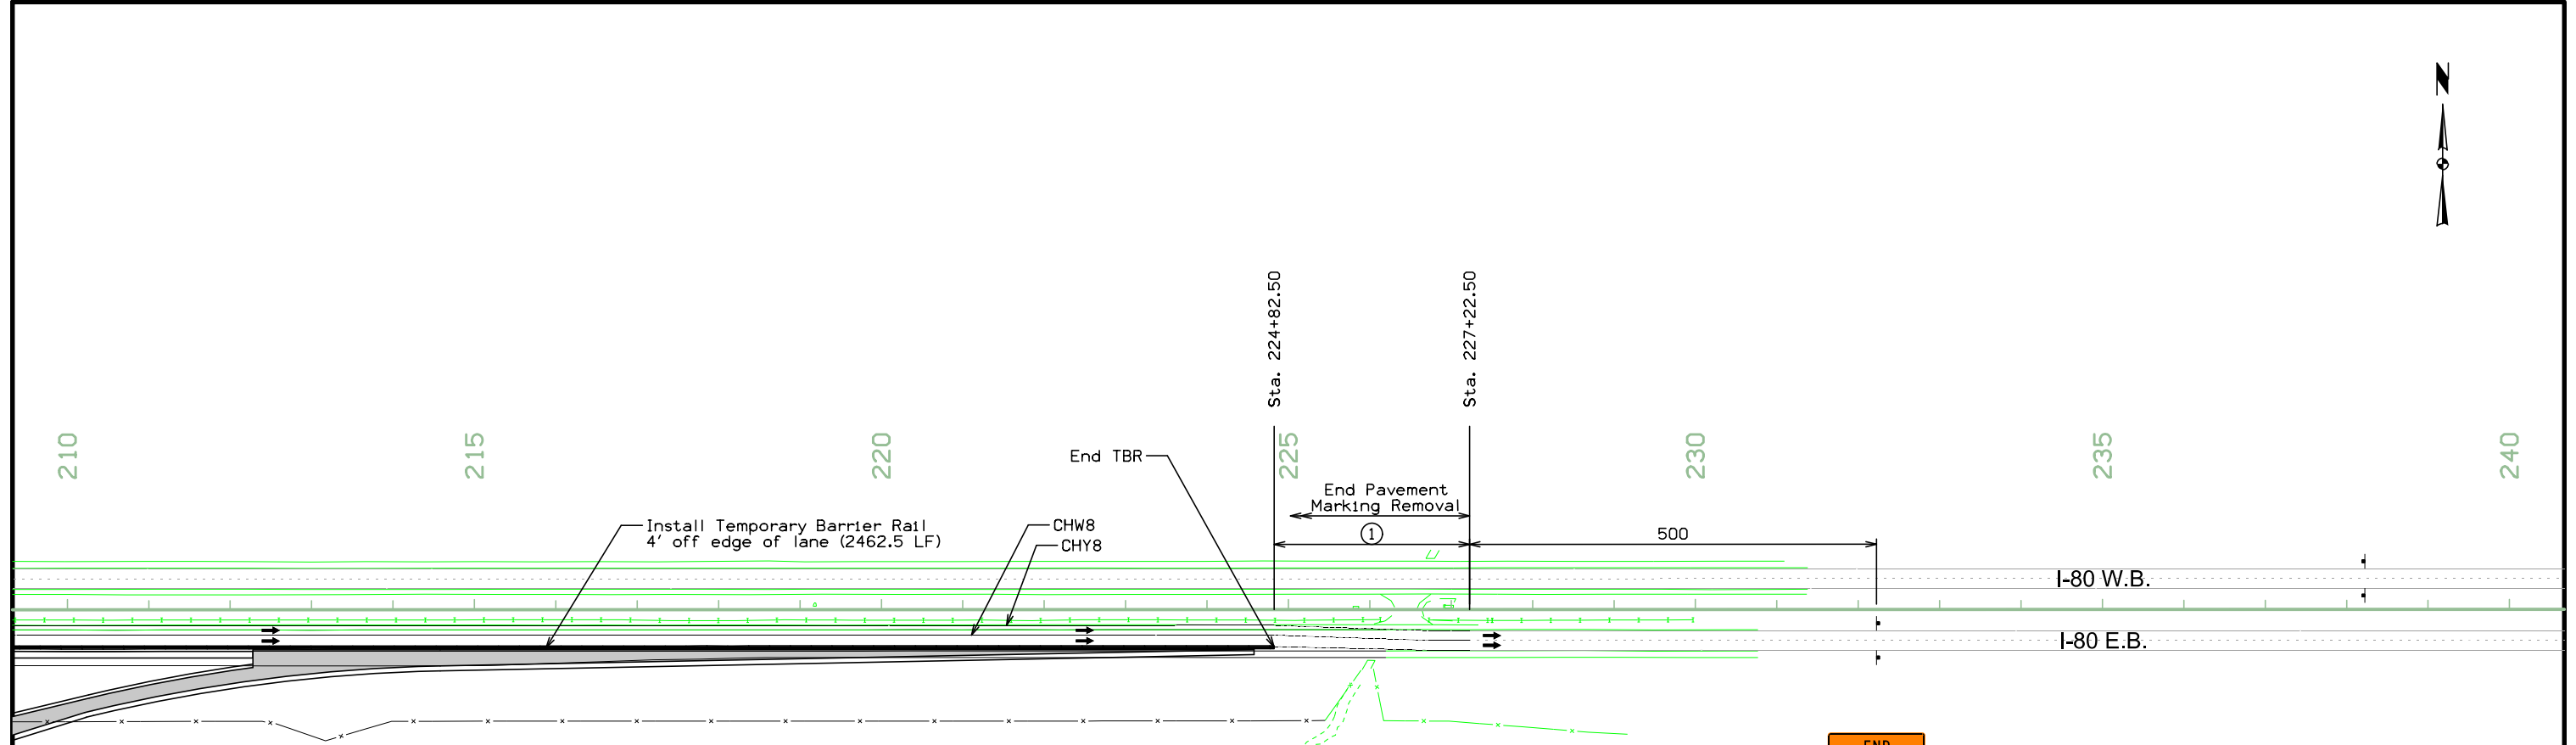 N
Sta. 224+82.50
Sta. 227+22.50
210
215
220
225
230
235
240
End TBR
End Pavement
Marking Removal
1
500
Install Temporary Barrier Rail
4' off edge of lane (2462.5 LF)
CHW8
CHY8
I-80 W.B.
I-80 E.B.
END